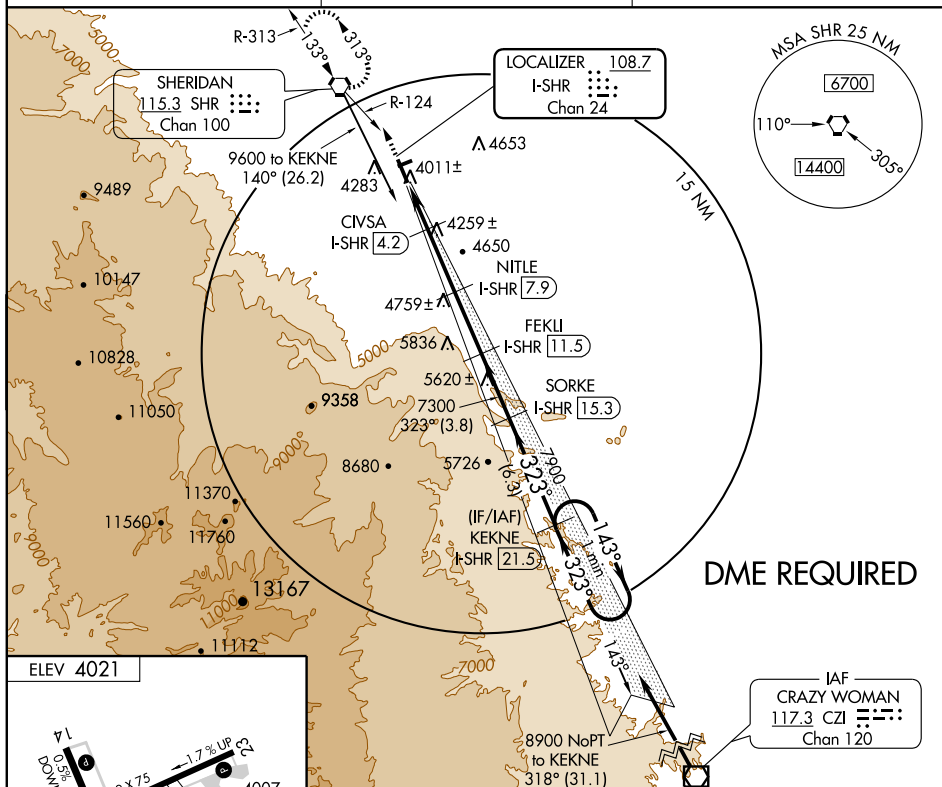 5000
7000
R-313
133°
313°
SHERIDAN
115.3 SHR
Chan 100
R-124
LOCALIZER 108.7
I-SHR
Chan 24
MSA SHR 25 NM
6700
110°
305°
14400
9600 to KEKNE
140° (26.2)
4283
4011±
4653
15 NM
9489
CIVSA
I-SHR 4.2
4259±
4650
NITLE
I-SHR 7.9
10147
4759±
FEKLI
I-SHR 11.5
5836
5000
10828
5620±
SORKE
I-SHR 15.3
9358
7300
323° (3.8)
11050
9000
8680
5726
(6.3)
323°
7900
11370
11560
11760
9000
(IF/IAF)
KEKNE
I-SHR 21.5
143°
1 min
323°
DME REQUIRED
13167
11000
11112
7000
143°
ELEV 4021
IAF
CRAZY WOMAN
117.3 CZI
Chan 120
8900 NoPT
to KEKNE
318° (31.1)
14
0.5%
DOW
P
X 75
1.7% UP
23
P
4007